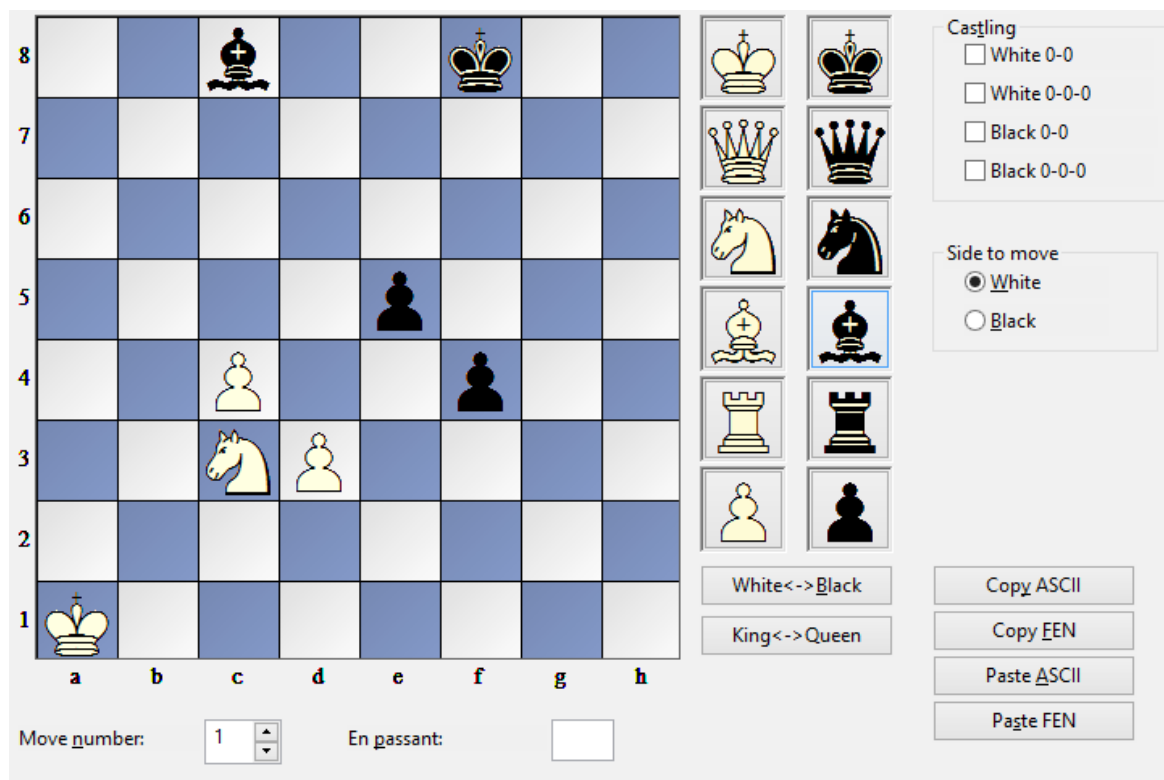 8
7
6
5
4
3
2
1
a b c d e f g h
Move number: 1 En passant:
White<->Black
King<->Queen
Castling
White 0-0
White 0-0-0
Black 0-0
Black 0-0-0
Side to move
White
Black
Copy ASCII
Copy FEN
Paste ASCII
Paste FEN